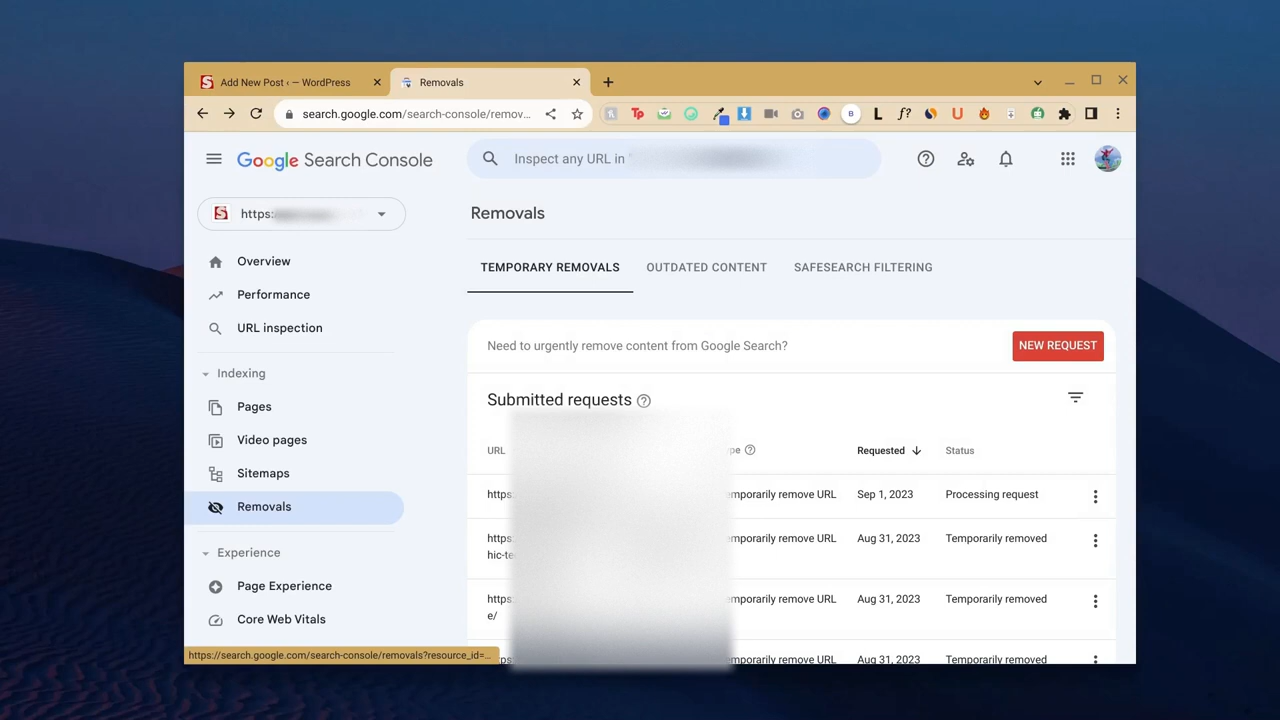 Add New Post ‹ — WordPress
Removals
search.google.com/search-console/remov...
Google Search Console
Inspect any URL in
https:
Removals
TEMPORARY REMOVALS OUTDATED CONTENT SAFESEARCH FILTERING
Overview
Performance
URL inspection
Indexing
Pages
Video pages
Sitemaps
Removals
Experience
Page Experience
Core Web Vitals
Need to urgently remove content from Google Search?
NEW REQUEST
Submitted requests
URL Requested Status
https: emporarily remove URL Sep 1, 2023 Processing request
https: emporarily remove URL Aug 31, 2023 Temporarily removed
hic-te
https: emporarily remove URL Aug 31, 2023 Temporarily removed
e/
emporarily remove URL Aug 31, 2023 Temporarily removed
https://search.google.com/search-console/removals?resource_id=...